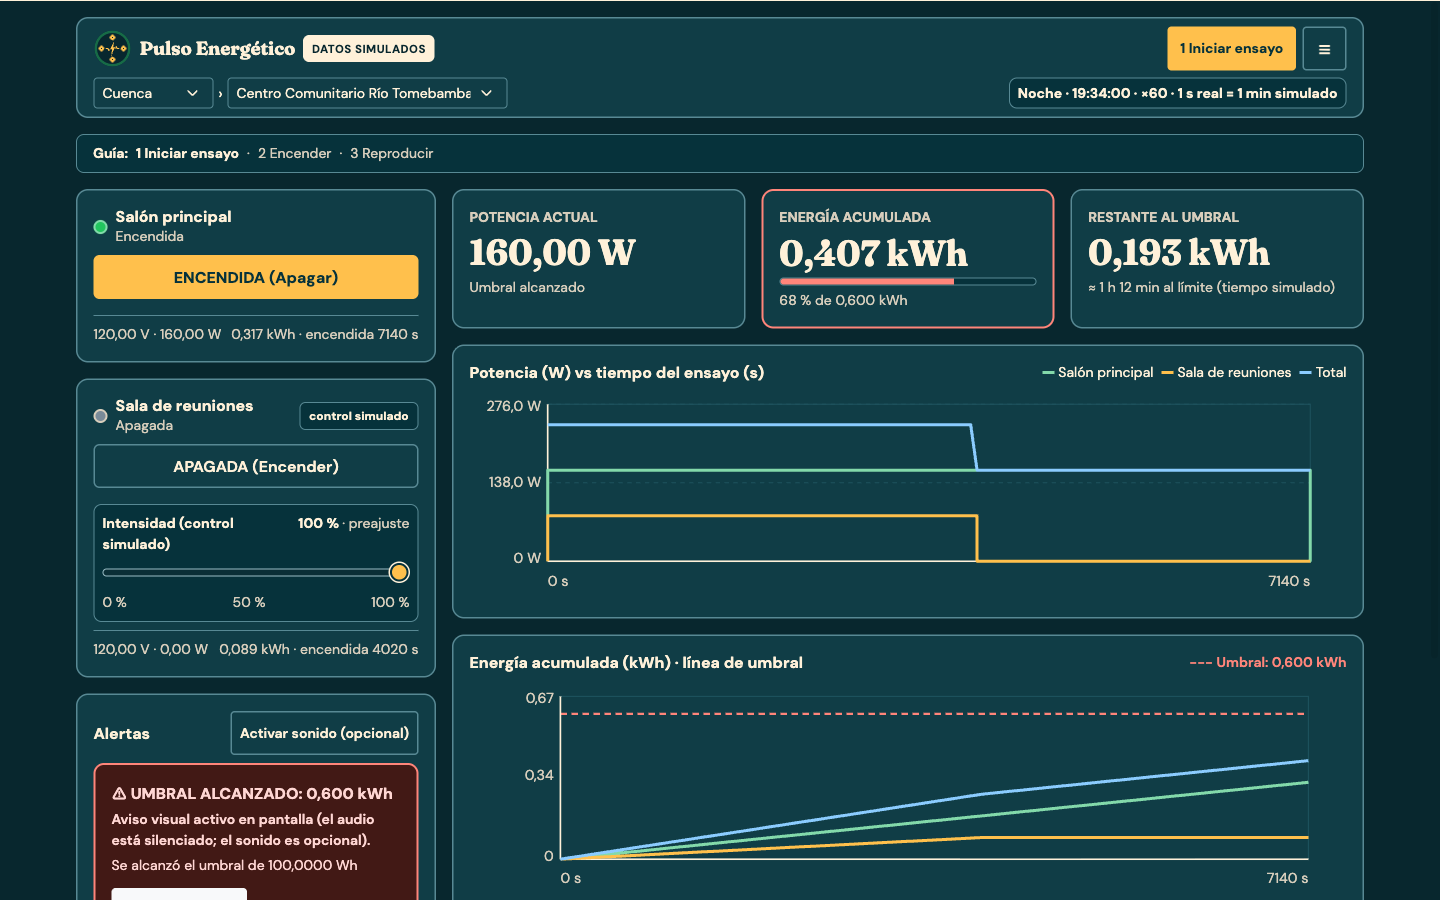 Pulso Energético
DATOS SIMULADOS
1 Iniciar ensayo
≡
Cuenca
›
Centro Comunitario Río Tomebamba
Noche · 19:34:00 · ×60 · 1 s real = 1 min simulado
Guía: 1 Iniciar ensayo · 2 Encender · 3 Reproducir
Salón principal
Encendida
ENCENDIDA (Apagar)
120,00 V · 160,00 W 0,317 kWh · encendida 7140 s
Sala de reuniones
Apagada
control simulado
APAGADA (Encender)
Intensidad (control
simulado)
100 % · preajuste
0 % 50 % 100 %
120,00 V · 0,00 W 0,089 kWh · encendida 4020 s
Alertas
Activar sonido (opcional)
⚠ UMBRAL ALCANZADO: 0,600 kWh
Aviso visual activo en pantalla (el audio
está silenciado; el sonido es opcional).
Se alcanzó el umbral de 100,0000 Wh
POTENCIA ACTUAL
160,00 W
Umbral alcanzado
ENERGÍA ACUMULADA
0,407 kWh
68 % de 0,600 kWh
RESTANTE AL UMBRAL
0,193 kWh
≈ 1 h 12 min al límite (tiempo simulado)
Potencia (W) vs tiempo del ensayo (s)
Salón principal Sala de reuniones Total
276,0 W
138,0 W
0 W
0 s 7140 s
Energía acumulada (kWh) · línea de umbral
--- Umbral: 0,600 kWh
0,67
0,34
0
0 s 7140 s